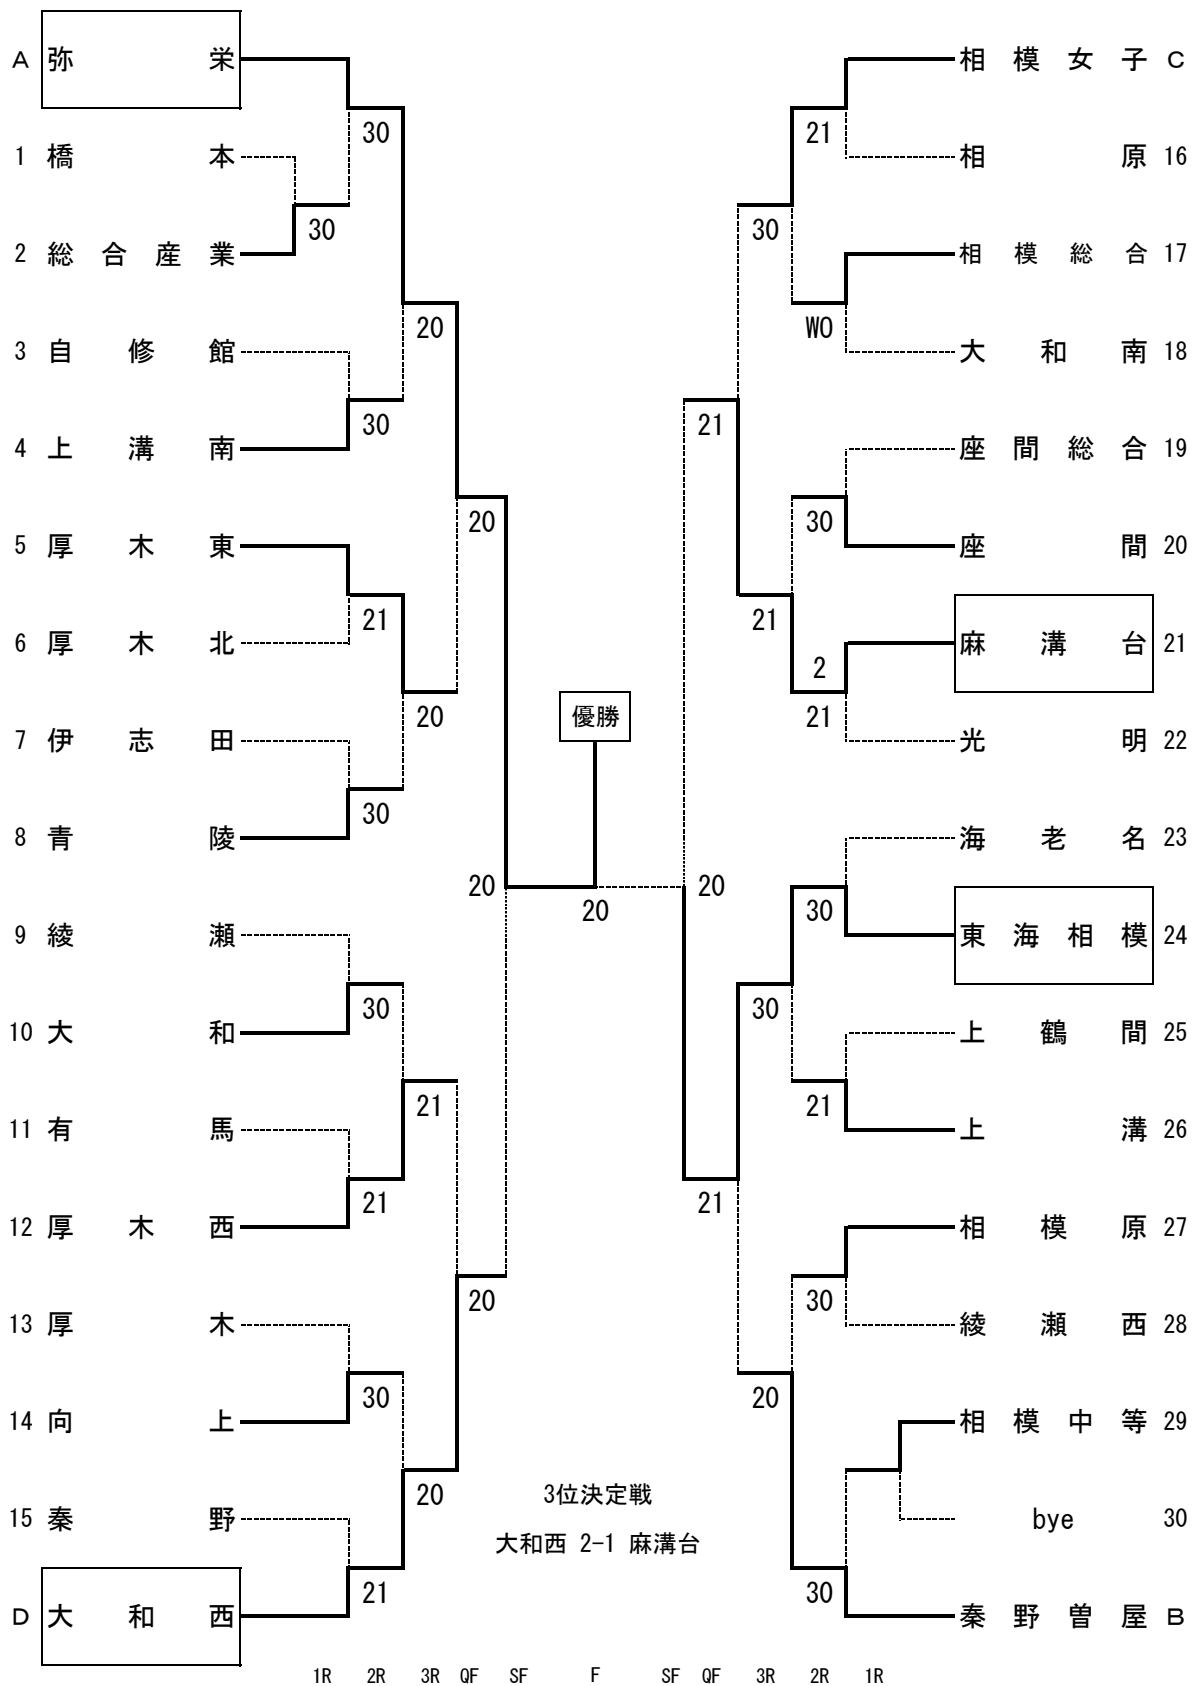 A 弥栄
1 橋本
2 総合産業
3 自修館
4 上溝南
5 厚木東
6 厚木北
7 伊志田
8 青陵
9 綾瀬
10 大和
11 有馬
12 厚木西
13 厚木
14 向上
15 秦野
D 大和西
30
30
20
30
20
21
20
30
20
30
21
21
20
30
20
21
優勝
20
20
3位決定戦
大和西 2-1 麻溝台
21
30
WO
21
30
21
2
21
20
30
30
21
21
30
20
30
相模女子 C
相原 16
相模総合 17
大和南 18
座間総合 19
座間 20
麻溝台 21
光明 22
海老名 23
東海相模 24
上鶴間 25
上溝 26
相模原 27
綾瀬西 28
相模中等 29
bye 30
秦野曽屋 B
1R 2R 3R QF SF F SF QF 3R 2R 1R